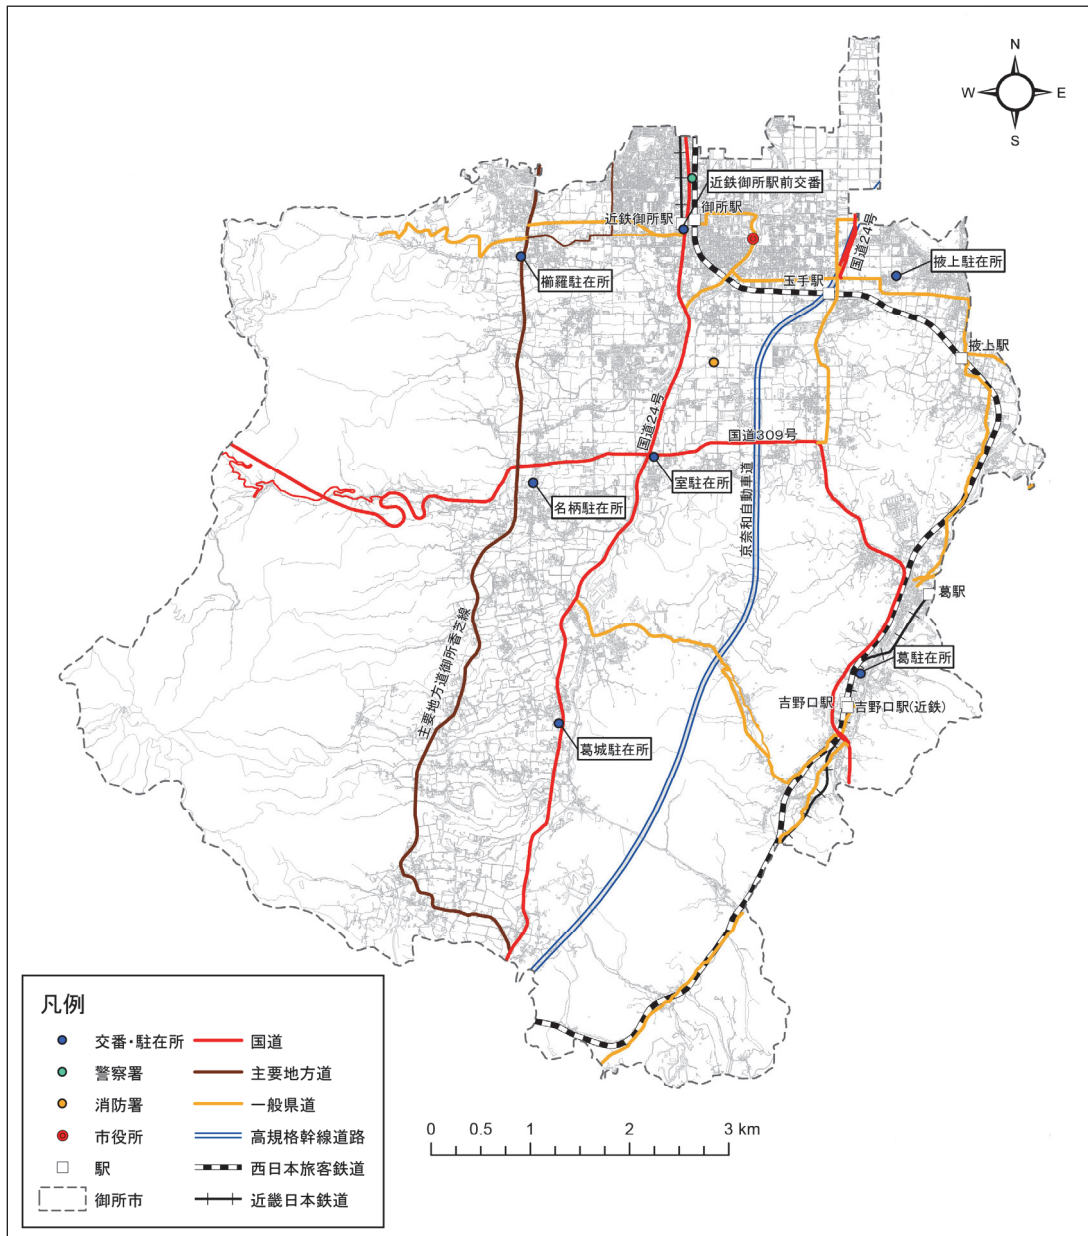 N
W
E
S
近鉄御所駅前交番
近鉄御所駅
御所駅
国道24号
掖上駐在所
櫛羅駐在所
玉手駅
掖上駅
国道24号
国道309号
室駐在所
名柄駐在所
京奈和自動車道
葛駅
葛駐在所
主要地方道御所香芝線
吉野口駅
吉野口駅(近鉄)
葛城駐在所
凡例
交番・駐在所
国道
警察署
主要地方道
消防署
一般県道
市役所
高規格幹線道路
駅
西日本旅客鉄道
御所市
近畿日本鉄道
0 0.5 1 2 3 km